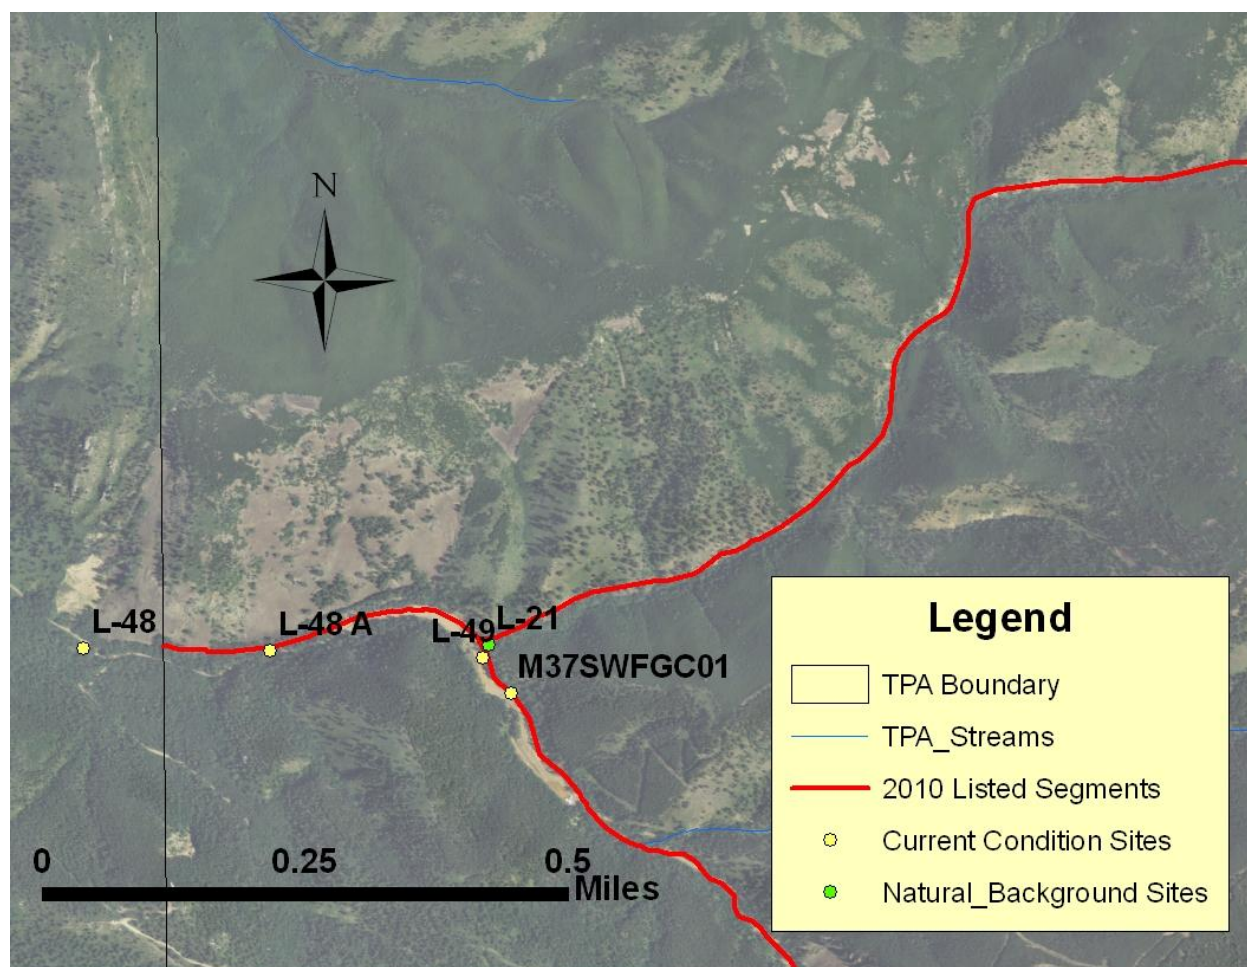 N
L-48
L-48 A
L-49
L-21
M37SWFGC01
0
0.25
0.5
Miles
Legend
TPA Boundary
TPA_Streams
2010 Listed Segments
Current Condition Sites
Natural_Background Sites